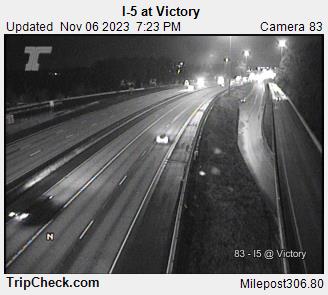 I-5 at Victory
Updated Nov 06 2023 7:23 PM Camera 83
T
N
83 - I5 @ Victory
TripCheck.com Milepost306.80